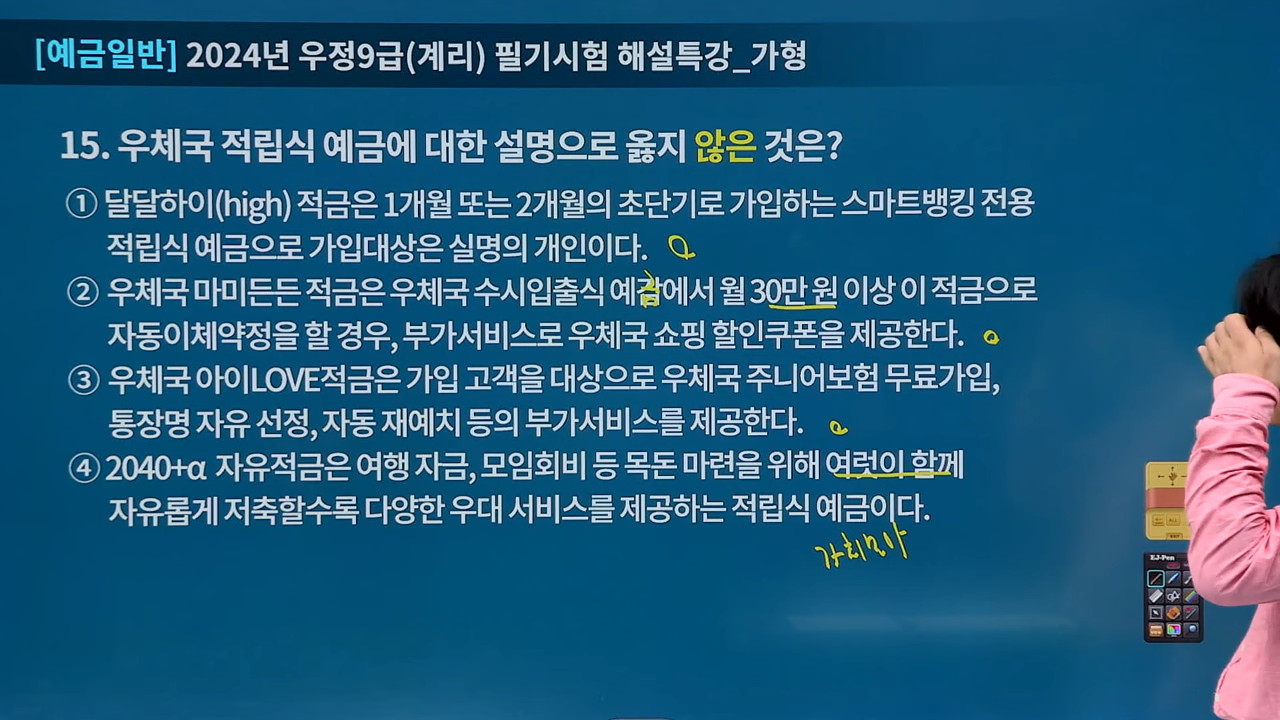 [예금일반] 2024년 우정9급(계리) 필기시험 해설특강_가형
15. 우체국 적립식 예금에 대한 설명으로 옳지 않은 것은?
① 달달하이(high) 적금은 1개월 또는 2개월의 초단기로 가입하는 스마트뱅킹 전용
적립식 예금으로 가입대상은 실명의 개인이다.
② 우체국 마미든든 적금은 우체국 수시입출식 예금에서 월 30만 원 이상 이 적금으로
자동이체약정을 할 경우, 부가서비스로 우체국 쇼핑 할인쿠폰을 제공한다.
③ 우체국 아이LOVE적금은 가입 고객을 대상으로 우체국 주니어보험 무료가입,
통장명 자유 선정, 자동 재예치 등의 부가서비스를 제공한다.
④ 2040+α 자유적금은 여행 자금, 모임회비 등 목돈 마련을 위해 여럿이 함께
자유롭게 저축할수록 다양한 우대 서비스를 제공하는 적립식 예금이다.
가치모아
EJ-Pen